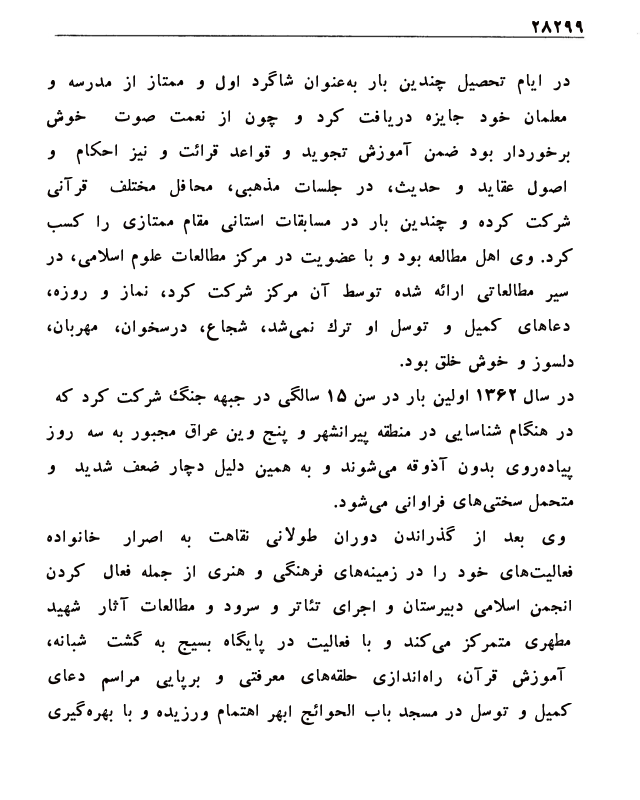 ۲۸۲۹۹
در ایام تحصیل چندین بار به‌عنوان شاگرد اول و ممتاز از مدرسه و
معلمان خود جایزه دریافت کرد و چون از نعمت صوت خوش
برخوردار بود ضمن آموزش تجوید و قواعد قرائت و نیز احکام و
اصول عقاید و حدیث، در جلسات مذهبی، محافل مختلف قرآنی
شرکت کرده و چندین بار در مسابقات استانی مقام ممتازی را کسب
کرد. وی اهل مطالعه بود و با عضویت در مرکز مطالعات علوم اسلامی، در
سیر مطالعاتی ارائه شده توسط آن مرکز شرکت کرد، نماز و روزه،
دعاهای کمیل و توسل او ترك نمی‌شد، شجاع، درسخوان، مهربان،
دلسوز و خوش خلق بود.
در سال ۱۳۶۲ اولین بار در سن ۱۵ سالگی در جبهه جنگ شرکت کرد که
در هنگام شناسایی در منطقه پیرانشهر و پنج وین عراق مجبور به سه روز
پیاده‌روی بدون آذوقه می‌شوند و به همین دلیل دچار ضعف شدید و
متحمل سختی‌های فراوانی می‌شود.
وی بعد از گذراندن دوران طولانی نقاهت به اصرار خانواده
فعالیت‌های خود را در زمینه‌های فرهنگی و هنری از جمله فعال کردن
انجمن اسلامی دبیرستان و اجرای تئاتر و سرود و مطالعات آثار شهید
مطهری متمرکز می‌کند و با فعالیت در پایگاه بسیج به گشت شبانه،
آموزش قرآن، راه‌اندازی حلقه‌های معرفتی و برپایی مراسم دعای
کمیل و توسل در مسجد باب الحوائج ابهر اهتمام ورزیده و با بهره‌گیری